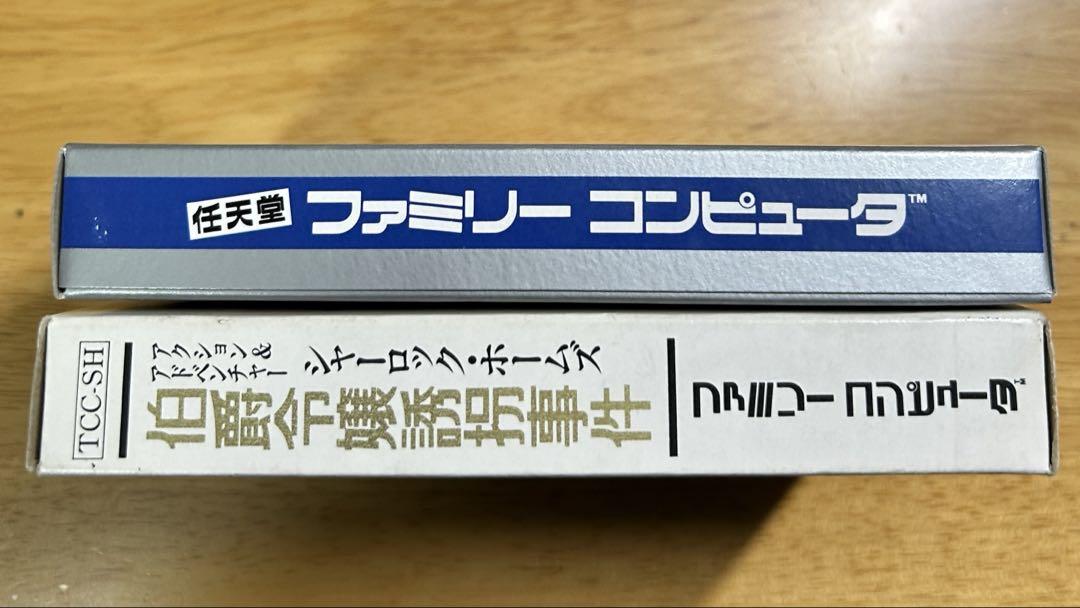 任天堂 ファミリー コンピュータ™
TCC-SH
アクション&
アドベンチャー
シャーロック・ホームズ
伯爵令嬢誘拐事件
ファミリー コンピュータ™